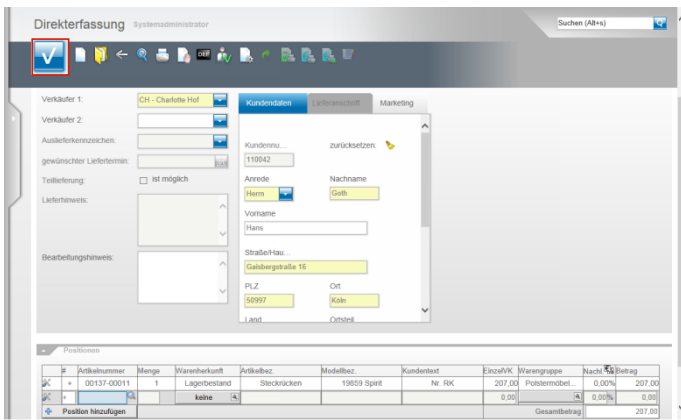 Direkterfassung Systemadministrator
Suchen (Alt+s)
DEF
Verkäufer 1: CH - Charlotte Hof
Verkäufer 2:
Auslieferkennzeichen:
gewünschter Liefertermin:
Teillieferung: ist möglich
Lieferhinweis:
Bearbeitungshinweis:
Kundendaten Lieferanschrift Marketing
Kundennu... zurücksetzen:
110042
Anrede Nachname
Herrn Goth
Vorname
Hans
Straße/Hau...
Gaisbergstraße 16
PLZ Ort
50997 Köln
Land Ortsteil
Positionen
# Artikelnummer Menge Warenherkunft Artikelbez. Modellbez. Kundentext EinzelVK Warengruppe Nachl. Betrag
+ 00137-00011 1 Lagerbestand Steckrücken 19859 Spirit Nr. RK 207,00 Polstermöbel... 0,00% 207,00
+ keine 0,00 0,00% 0,00
Position hinzufügen Gesamtbetrag: 207,00